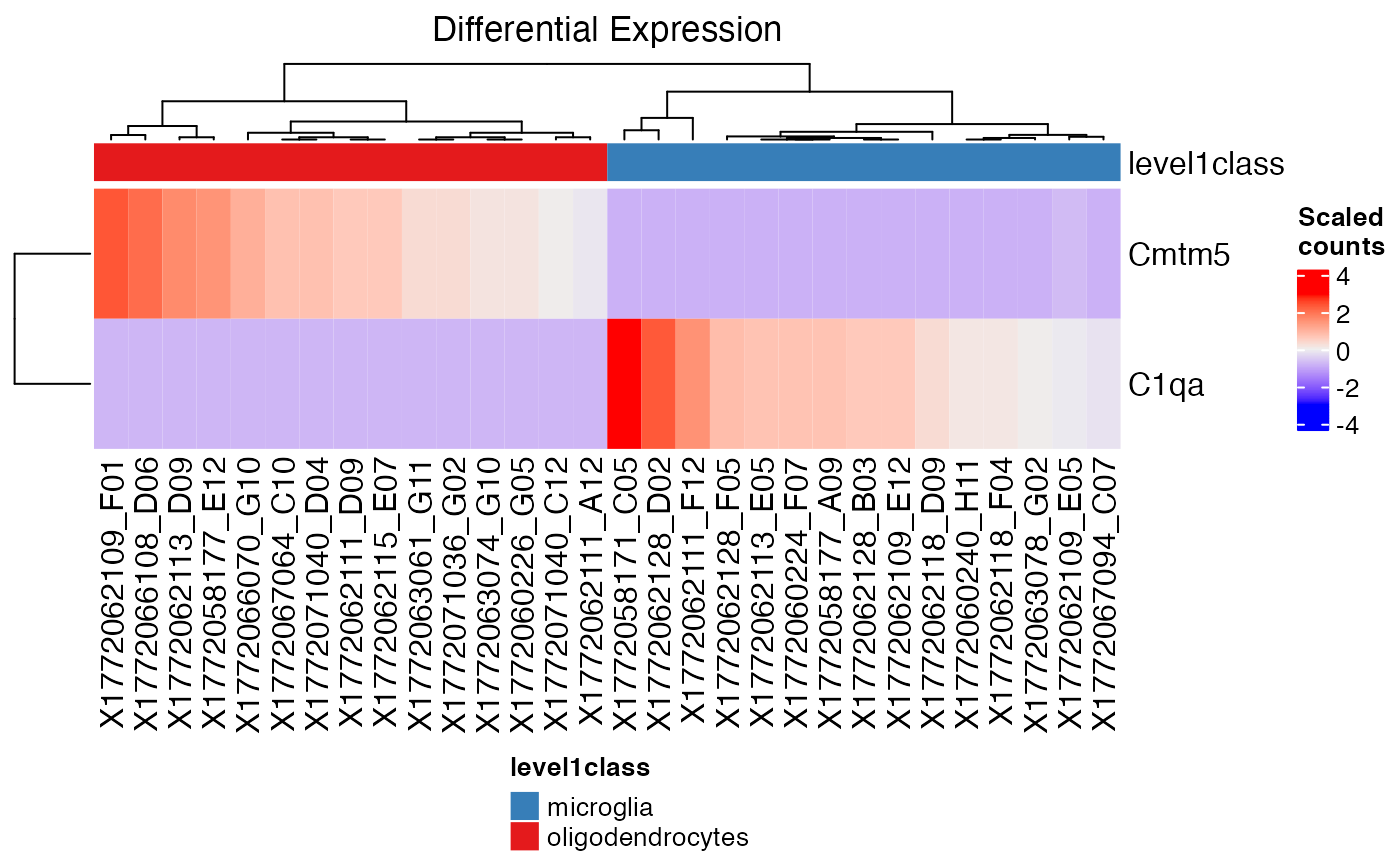 Differential Expression
level1class
Cmtm5
C1qa
Scaled
counts
4
2
0
-2
-4
X1772062109_F01
X1772066108_D06
X1772062113_D09
X1772058177_E12
X1772066070_G10
X1772067064_C10
X1772071040_D04
X1772062111_D09
X1772062115_E07
X1772063061_G11
X1772071036_G02
X1772063074_G10
X1772060226_G05
X1772071040_C12
X1772062111_A12
X1772058171_C05
X1772062128_D02
X1772062111_F12
X1772062128_F05
X1772062113_E05
X1772060224_F07
X1772058177_A09
X1772062128_B03
X1772062109_E12
X1772062118_D09
X1772060240_H11
X1772062118_F04
X1772063078_G02
X1772062109_E05
X1772067094_C07
level1class
microglia
oligodendrocytes